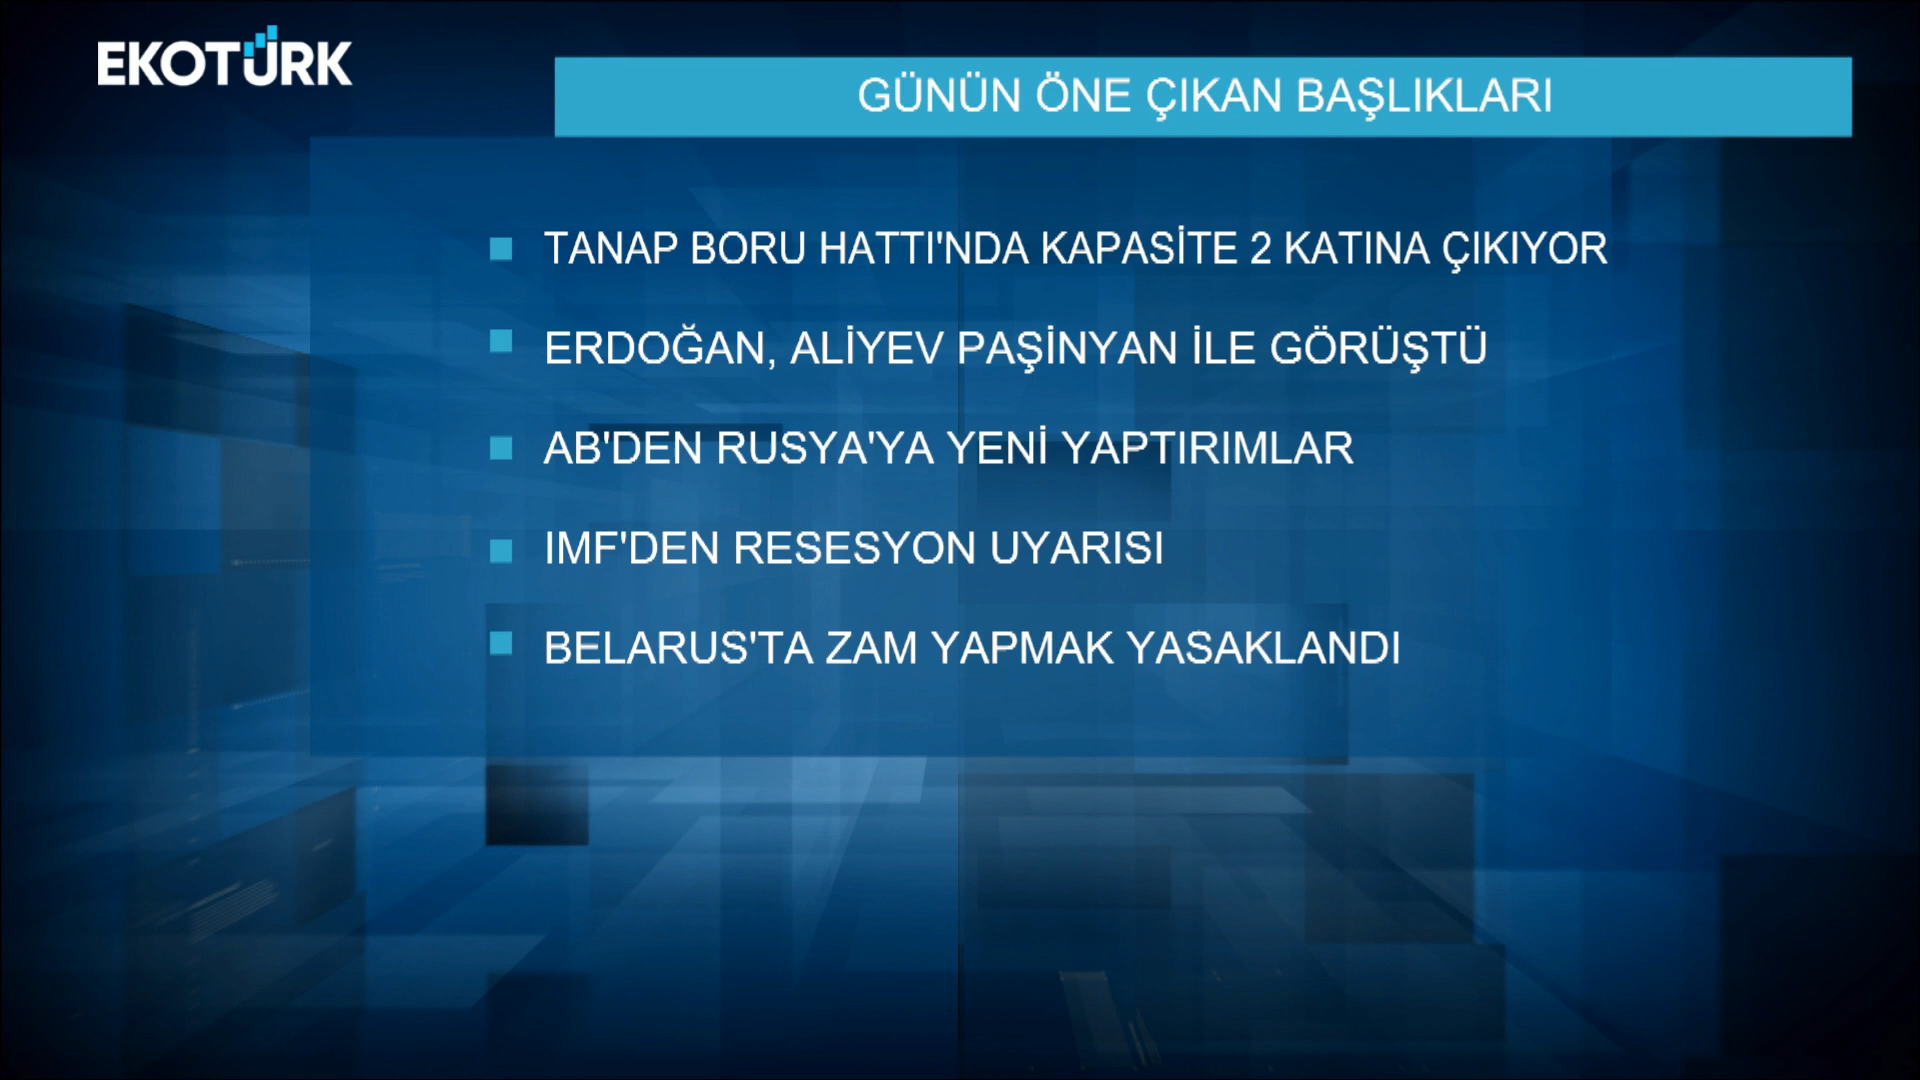 EKOTÜRK
GÜNÜN ÖNE ÇIKAN BAŞLIKLARI
TANAP BORU HATTI'NDA KAPASİTE 2 KATINA ÇIKIYOR
ERDOĞAN, ALİYEV PAŞİNYAN İLE GÖRÜŞTÜ
AB'DEN RUSYA'YA YENİ YAPTIRIMLAR
IMF'DEN RESESYON UYARISI
BELARUS'TA ZAM YAPMAK YASAKLANDI